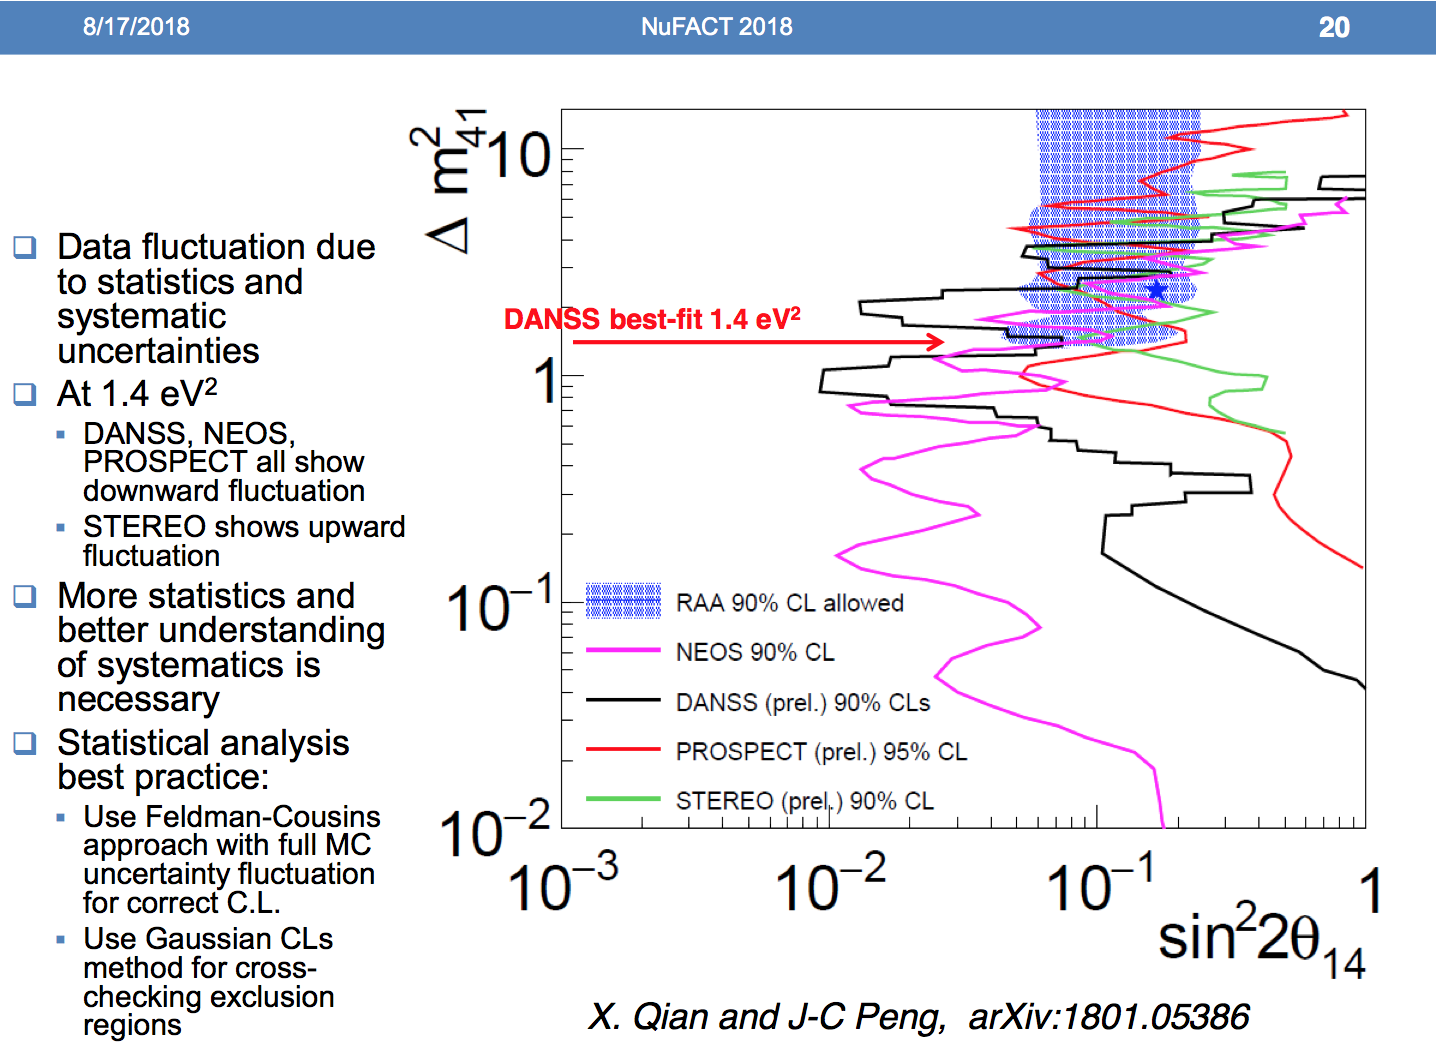 8/17/2018 NuFACT 2018 20
❑ Data fluctuation due
to statistics and
systematic
uncertainties
❑ At 1.4 eV²
▪ DANSS, NEOS,
PROSPECT all show
downward fluctuation
▪ STEREO shows upward
fluctuation
❑ More statistics and
better understanding
of systematics is
necessary
❑ Statistical analysis
best practice:
▪ Use Feldman-Cousins
approach with full MC
uncertainty fluctuation
for correct C.L.
▪ Use Gaussian CLs
method for cross-
checking exclusion
regions
Δ m²₄₁
10
1
10⁻¹
10⁻²
DANSS best-fit 1.4 eV²
RAA 90% CL allowed
NEOS 90% CL
DANSS (prel.) 90% CLs
PROSPECT (prel.) 95% CL
STEREO (prel.) 90% CL
10⁻³ 10⁻² 10⁻¹ 1
sin²2θ₁₄
X. Qian and J-C Peng, arXiv:1801.05386